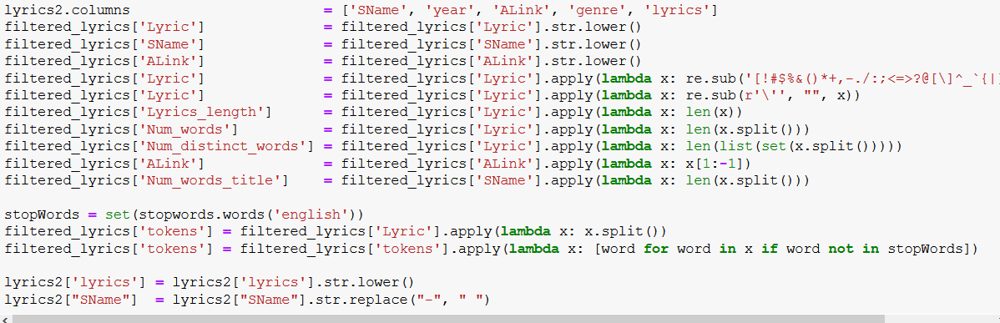 lyrics2.columns                       = ['SName', 'year', 'ALink', 'genre', 'lyrics']
filtered_lyrics['Lyric']              = filtered_lyrics['Lyric'].str.lower()
filtered_lyrics['SName']              = filtered_lyrics['SName'].str.lower()
filtered_lyrics['ALink']              = filtered_lyrics['ALink'].str.lower()
filtered_lyrics['Lyric']              = filtered_lyrics['Lyric'].apply(lambda x: re.sub('[!#$%&()*+,-./:;<=>?@[\]^_`{|
filtered_lyrics['Lyric']              = filtered_lyrics['Lyric'].apply(lambda x: re.sub(r'\'', "", x))
filtered_lyrics['Lyrics_length']      = filtered_lyrics['Lyric'].apply(lambda x: len(x))
filtered_lyrics['Num_words']          = filtered_lyrics['Lyric'].apply(lambda x: len(x.split()))
filtered_lyrics['Num_distinct_words'] = filtered_lyrics['Lyric'].apply(lambda x: len(list(set(x.split()))))
filtered_lyrics['ALink']              = filtered_lyrics['ALink'].apply(lambda x: x[1:-1])
filtered_lyrics['Num_words_title']    = filtered_lyrics['SName'].apply(lambda x: len(x.split()))
stopWords = set(stopwords.words('english'))
filtered_lyrics['tokens'] = filtered_lyrics['Lyric'].apply(lambda x: x.split())
filtered_lyrics['tokens'] = filtered_lyrics['tokens'].apply(lambda x: [word for word in x if word not in stopWords])
lyrics2['lyrics'] = lyrics2['lyrics'].str.lower()
lyrics2["SName"]  = lyrics2["SName"].str.replace("-", " ")